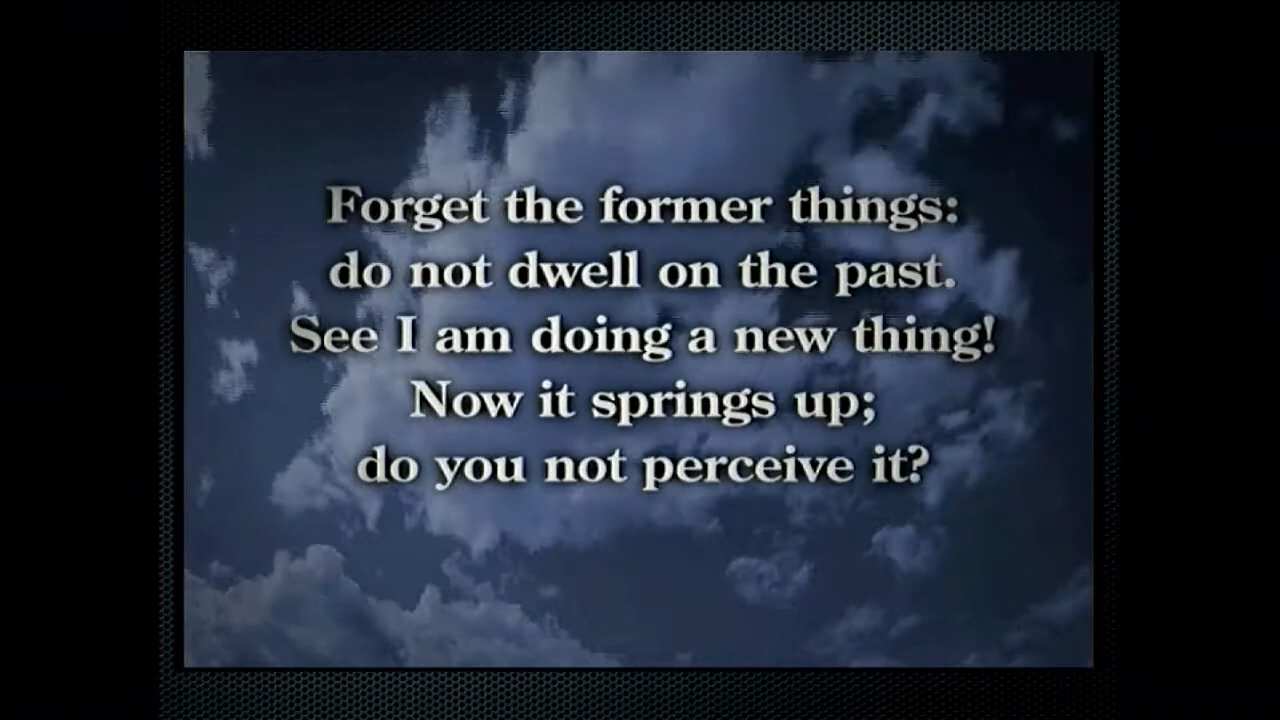 Forget the former things:
do not dwell on the past.
See I am doing a new thing!
Now it springs up;
do you not perceive it?